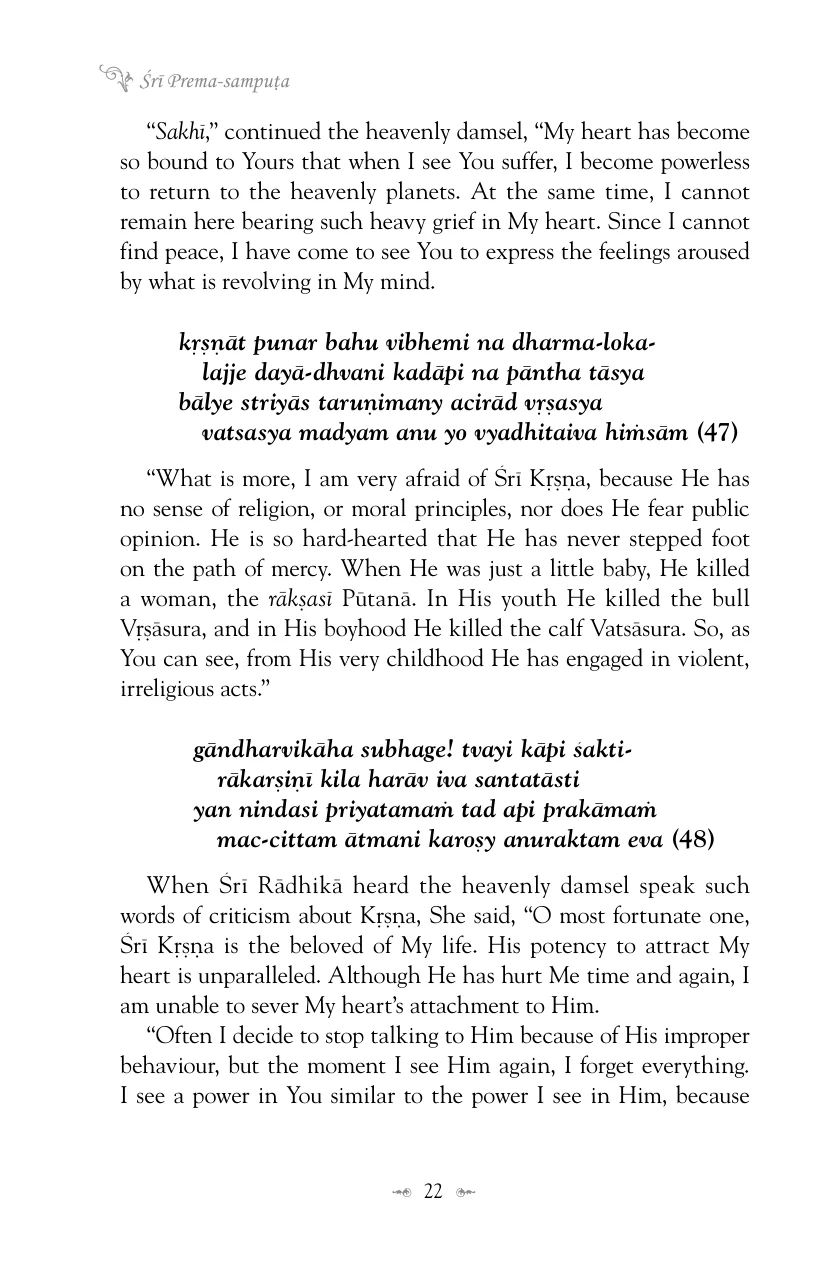 Śrī Prema-sampuṭa
“Sakhī,” continued the heavenly damsel, “My heart has become
so bound to Yours that when I see You suffer, I become powerless
to return to the heavenly planets. At the same time, I cannot
remain here bearing such heavy grief in My heart. Since I cannot
find peace, I have come to see You to express the feelings aroused
by what is revolving in My mind.
kṛṣṇāt punar bahu vibhemi na dharma-loka-
lajje dayā-dhvani kadāpi na pāntha tāsya
bālye striyās taruṇimany acirād vṛṣasya
vatsasya madyam anu yo vyadhitaiva hiṁsām (47)
“What is more, I am very afraid of Śrī Kṛṣṇa, because He has
no sense of religion, or moral principles, nor does He fear public
opinion. He is so hard-hearted that He has never stepped foot
on the path of mercy. When He was just a little baby, He killed
a woman, the rākṣasī Pūtanā. In His youth He killed the bull
Vṛṣāsura, and in His boyhood He killed the calf Vatsāsura. So, as
You can see, from His very childhood He has engaged in violent,
irreligious acts.”
gāndharvikāha subhage! tvayi kāpi śakti-
rākarṣiṇī kila harāv iva santatāsti
yan nindasi priyatamaṁ tad api prakāmaṁ
mac-cittam ātmani karoṣy anuraktam eva (48)
When Śrī Rādhikā heard the heavenly damsel speak such
words of criticism about Kṛṣṇa, She said, “O most fortunate one,
Śrī Kṛṣṇa is the beloved of My life. His potency to attract My
heart is unparalleled. Although He has hurt Me time and again, I
am unable to sever My heart’s attachment to Him.
“Often I decide to stop talking to Him because of His improper
behaviour, but the moment I see Him again, I forget everything.
I see a power in You similar to the power I see in Him, because
22